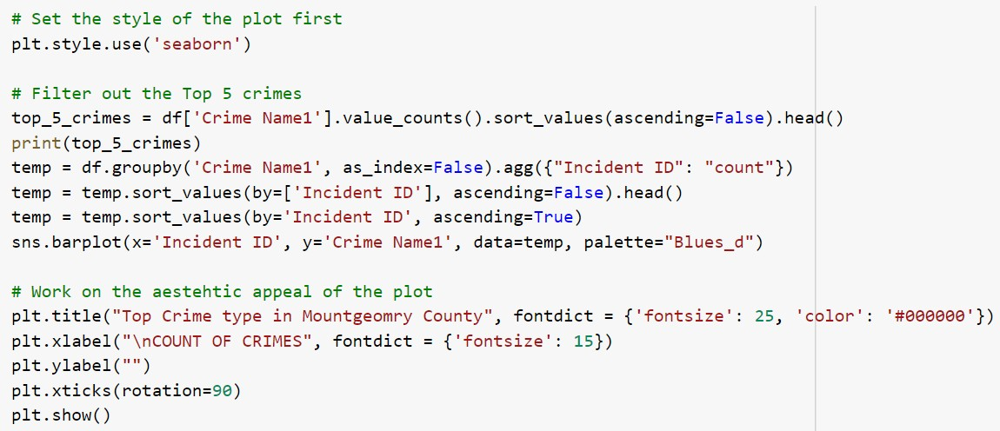 # Set the style of the plot first
plt.style.use('seaborn')
# Filter out the Top 5 crimes
top_5_crimes = df['Crime Name1'].value_counts().sort_values(ascending=False).head()
print(top_5_crimes)
temp = df.groupby('Crime Name1', as_index=False).agg({"Incident ID": "count"})
temp = temp.sort_values(by=['Incident ID'], ascending=False).head()
temp = temp.sort_values(by='Incident ID', ascending=True)
sns.barplot(x='Incident ID', y='Crime Name1', data=temp, palette="Blues_d")
# Work on the aestehtic appeal of the plot
plt.title("Top Crime type in Mountgeomry County", fontdict = {'fontsize': 25, 'color': '#000000'})
plt.xlabel("\nCOUNT OF CRIMES", fontdict = {'fontsize': 15})
plt.ylabel("")
plt.xticks(rotation=90)
plt.show()